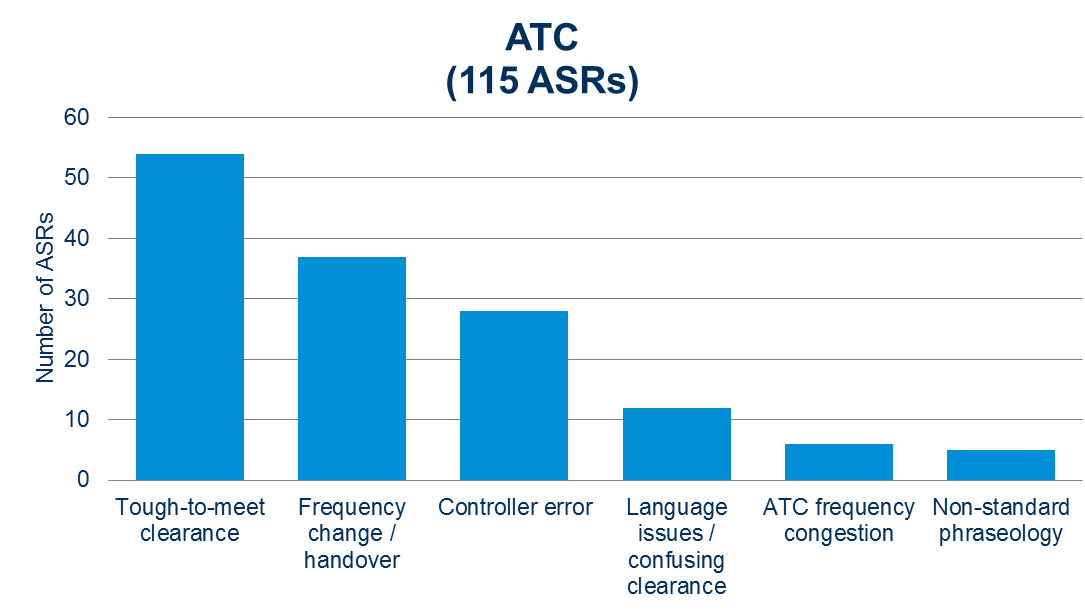 ATC
(115 ASRs)
Number of ASRs
60
50
40
30
20
10
0
Tough-to-meet
clearance
Frequency
change /
handover
Controller error
Language
issues /
confusing
clearance
ATC frequency
congestion
Non-standard
phraseology